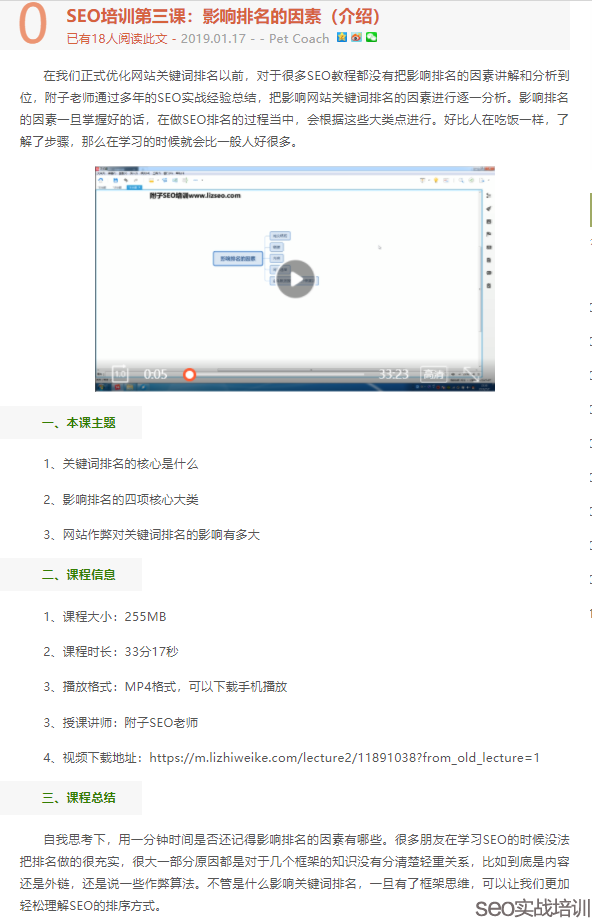 0
SEO培训第三课：影响排名的因素（介绍）
已有18人阅读此文 - 2019.01.17 - - Pet Coach
在我们正式优化网站关键词排名以前，对于很多SEO教程都没有把影响排名的因素讲解和分析到
位，附子老师通过多年的SEO实战经验总结，把影响网站关键词排名的因素进行逐一分析。影响排名
的因素一旦掌握好的话，在做SEO排名的过程当中，会根据这些大类点进行。好比人在吃饭一样，了
解了步骤，那么在学习的时候就会比一般人好很多。
附子SEO培训www.lizseo.com
影响排名的因素
1.0 0:05 33:23 高清
一、本课主题
1、关键词排名的核心是什么
2、影响排名的四项核心大类
3、网站作弊对关键词排名的影响有多大
二、课程信息
1、课程大小：255MB
2、课程时长：33分17秒
3、播放格式：MP4格式，可以下载手机播放
3、授课讲师：附子SEO老师
4、视频下载地址：https://m.lizhiweike.com/lecture2/11891038?from_old_lecture=1
三、课程总结
自我思考下，用一分钟时间是否还记得影响排名的因素有哪些。很多朋友在学习SEO的时候没法
把排名做的很充实，很大一部分原因都是对于几个框架的知识没有分清楚轻重关系，比如到底是内容
还是外链，还是说一些作弊算法。不管是什么影响关键词排名，一旦有了框架思维，可以让我们更加
轻松理解SEO的排序方式。
seo实战培训